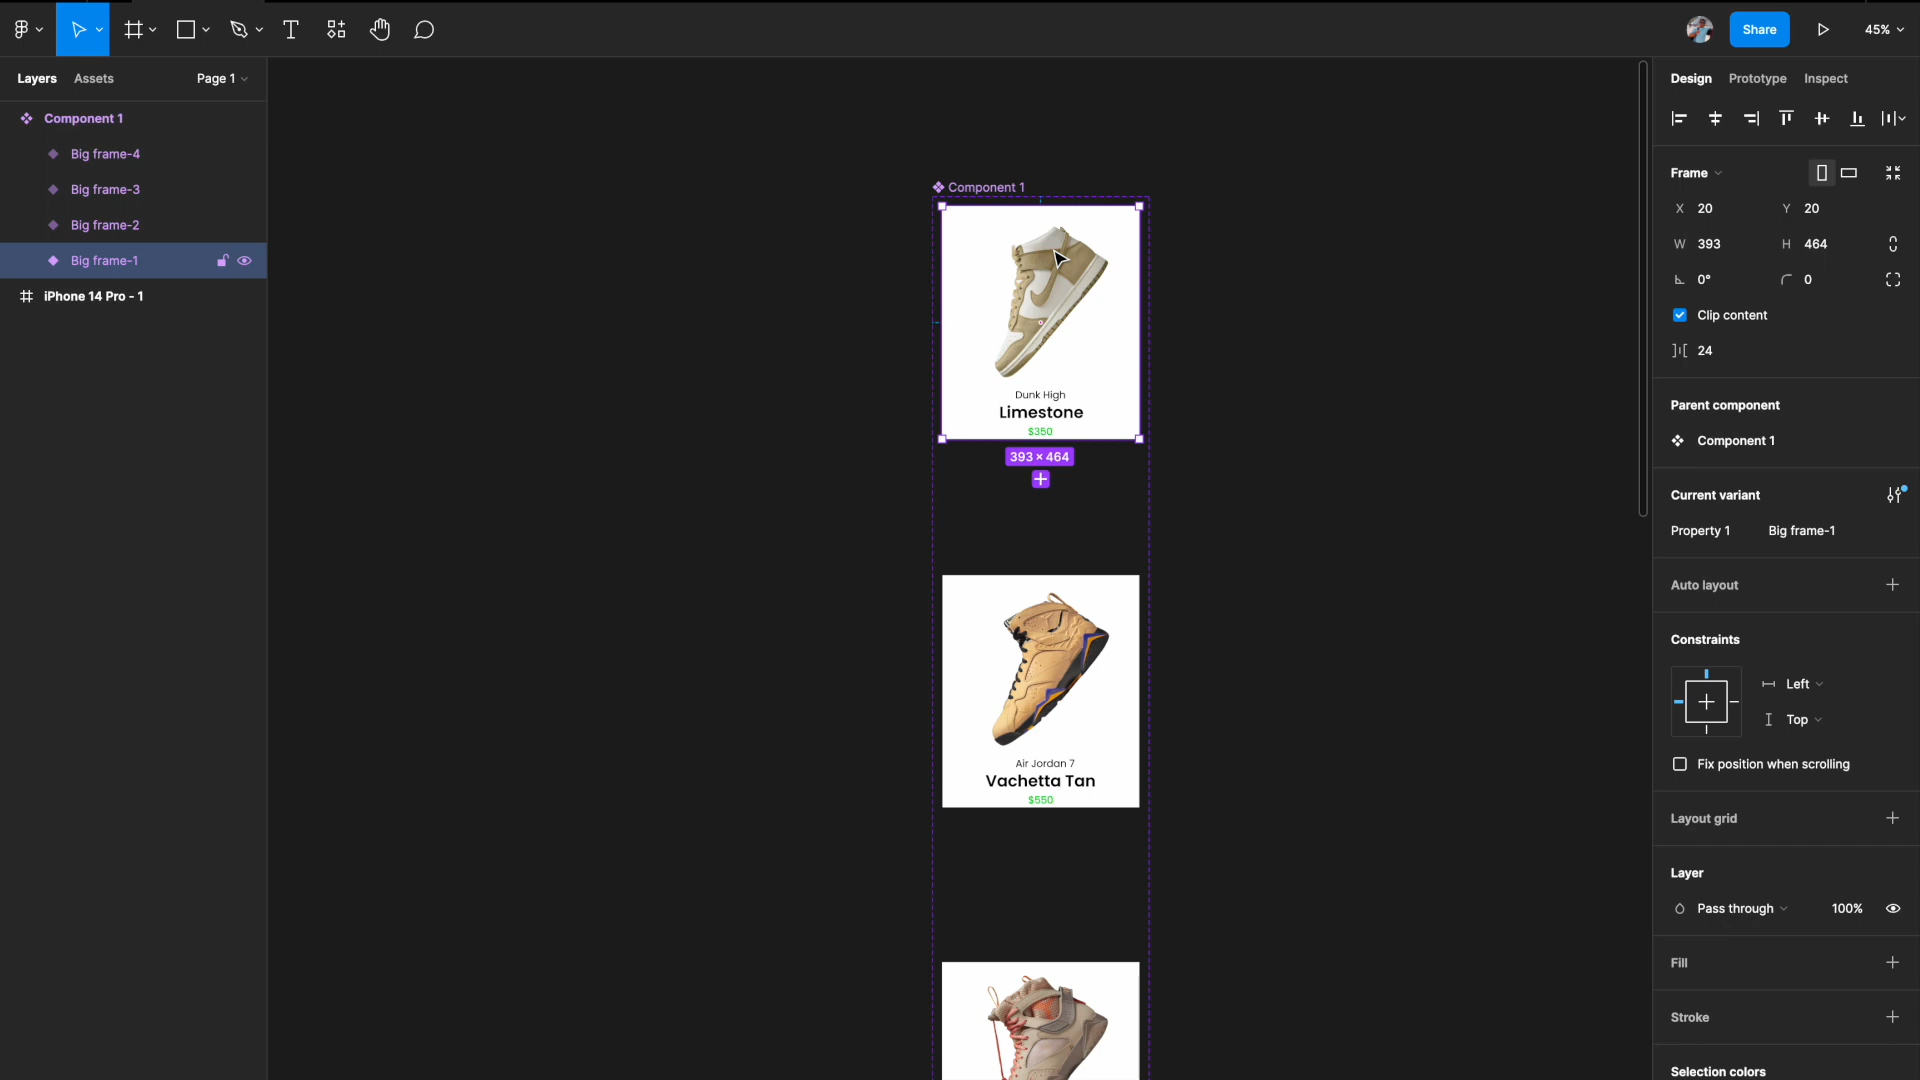 Share
45%
Layers
Assets
Page 1
Design
Prototype
Inspect
Component 1
Big frame-4
Big frame-3
Big frame-2
Big frame-1
iPhone 14 Pro - 1
Component 1
Dunk High
Limestone
$350
393 × 464
Air Jordan 7
Vachetta Tan
$550
Frame
X 20 Y 20
W 393 H 464
0° 0
Clip content
24
Parent component
Component 1
Current variant
Property 1 Big frame-1
Auto layout
Constraints
Left
Top
Fix position when scrolling
Layout grid
Layer
Pass through 100%
Fill
Stroke
Selection colors